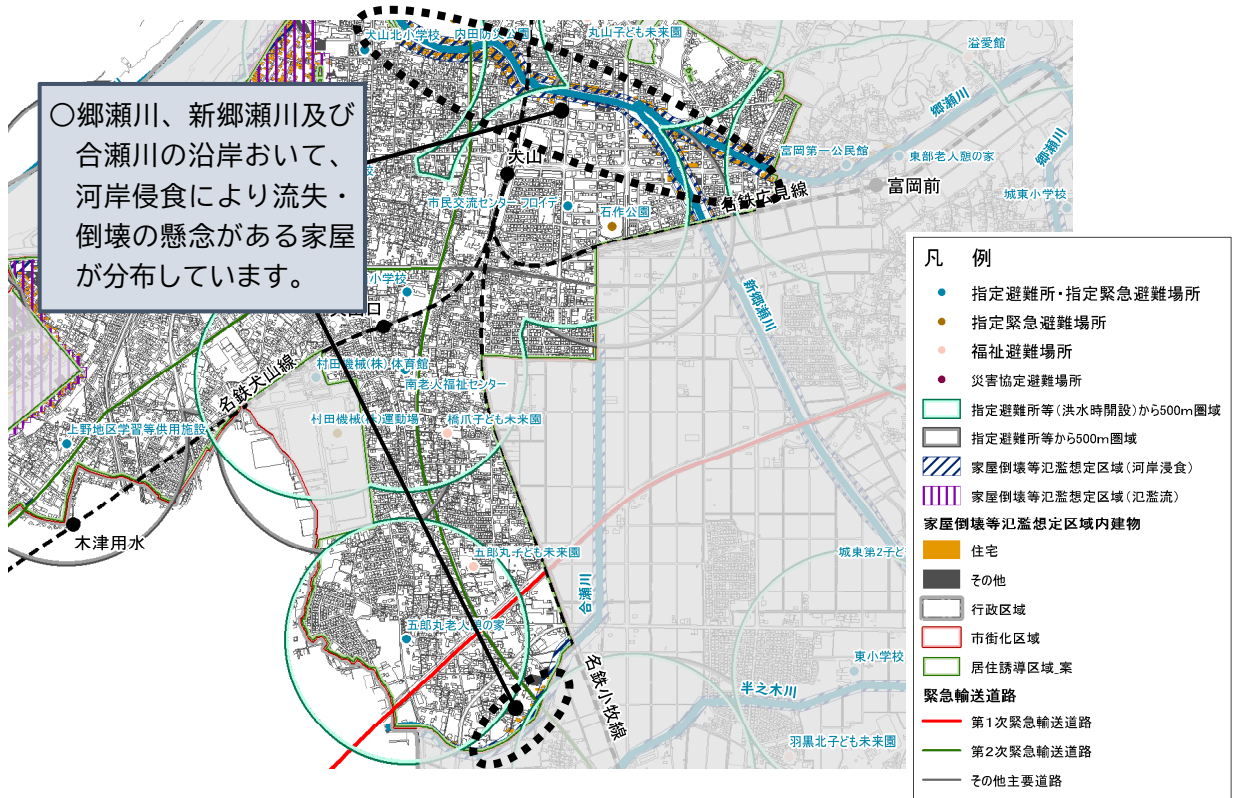 犬山北小学校
内田防災公園
丸山子ども未来園
溢愛館
〇郷瀬川、新郷瀬川及び
合瀬川の沿岸おいて、
河岸侵食により流失・
倒壊の懸念がある家屋
が分布しています。
郷瀬川
郷瀬川
富岡第一公民館
東部老人憩の家
犬山
富岡前
城東小学校
名鉄広見線
市民交流センター フロイデ
石作公園
小学校
口
新郷瀬川
名鉄犬山線
村田機械(株)体育館
南老人福祉センター
村田機械(株)運動場
橋爪子ども未来園
上野地区学習等供用施設
木津用水
五郎丸子ども未来園
城東第2子ど
合瀬川
五郎丸老人憩の家
東小学校
名鉄小牧線
半之木川
羽黒北子ども未来園
凡 例
指定避難所・指定緊急避難場所
指定緊急避難場所
福祉避難場所
災害協定避難場所
指定避難所等(洪水時開設)から500m圏域
指定避難所等から500m圏域
家屋倒壊等氾濫想定区域(河岸浸食)
家屋倒壊等氾濫想定区域(氾濫流)
家屋倒壊等氾濫想定区域内建物
住宅
その他
行政区域
市街化区域
居住誘導区域_案
緊急輸送道路
第1次緊急輸送道路
第2次緊急輸送道路
その他主要道路